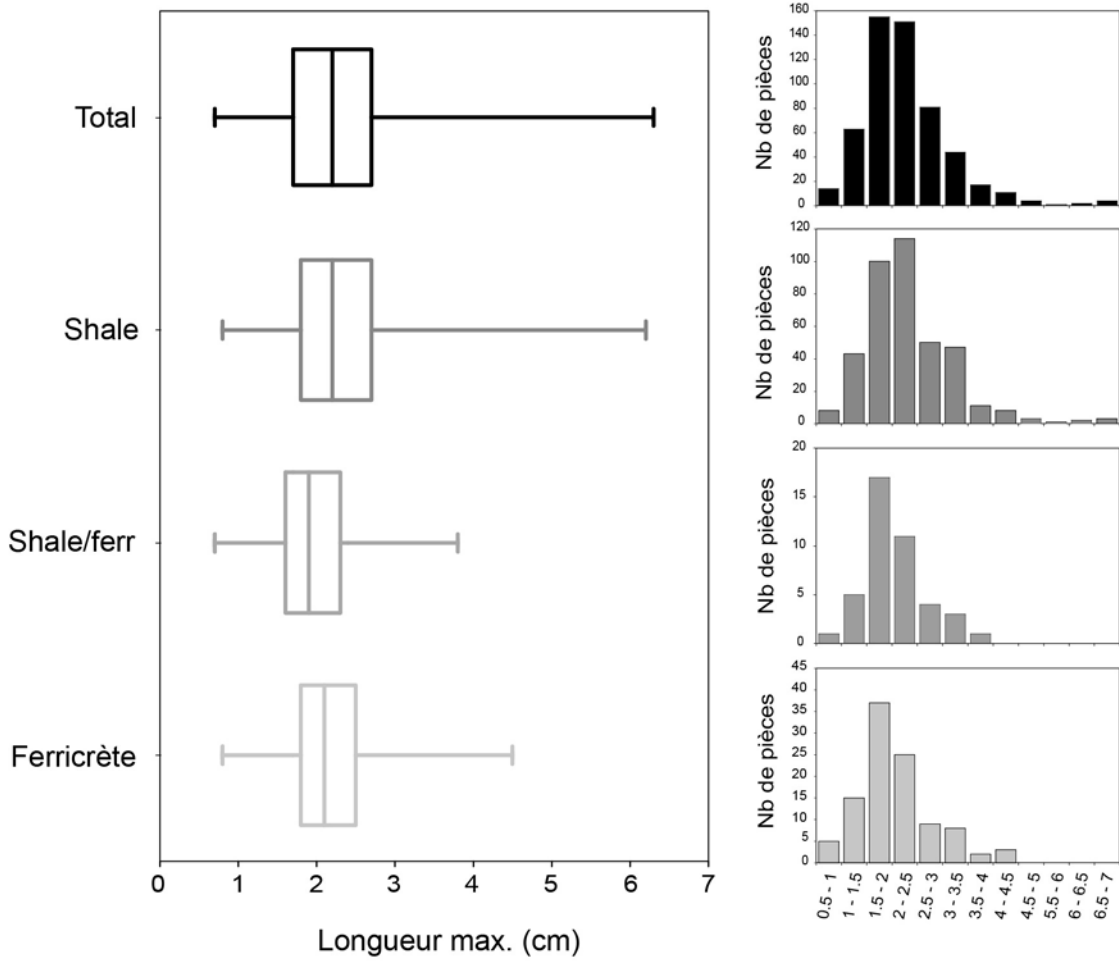 Total
Shale
Shale/ferr
Ferricrète
0 1 2 3 4 5 6 7
Longueur max. (cm)
Nb de pièces
160
140
120
100
80
60
40
20
0
Nb de pièces
120
100
80
60
40
20
0
Nb de pièces
20
15
10
5
0
Nb de pièces
45
40
35
30
25
20
15
10
5
0
0.5 - 1
1 - 1.5
1.5 - 2
2 - 2.5
2.5 - 3
3 - 3.5
3.5 - 4
4 - 4.5
4.5 - 5
5.5 - 6
6 - 6.5
6.5 - 7